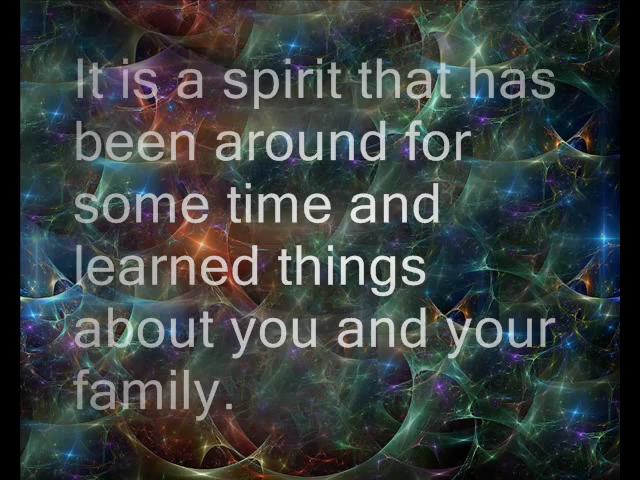 It is a spirit that has
been around for
some time and
learned things
about you and your
family.